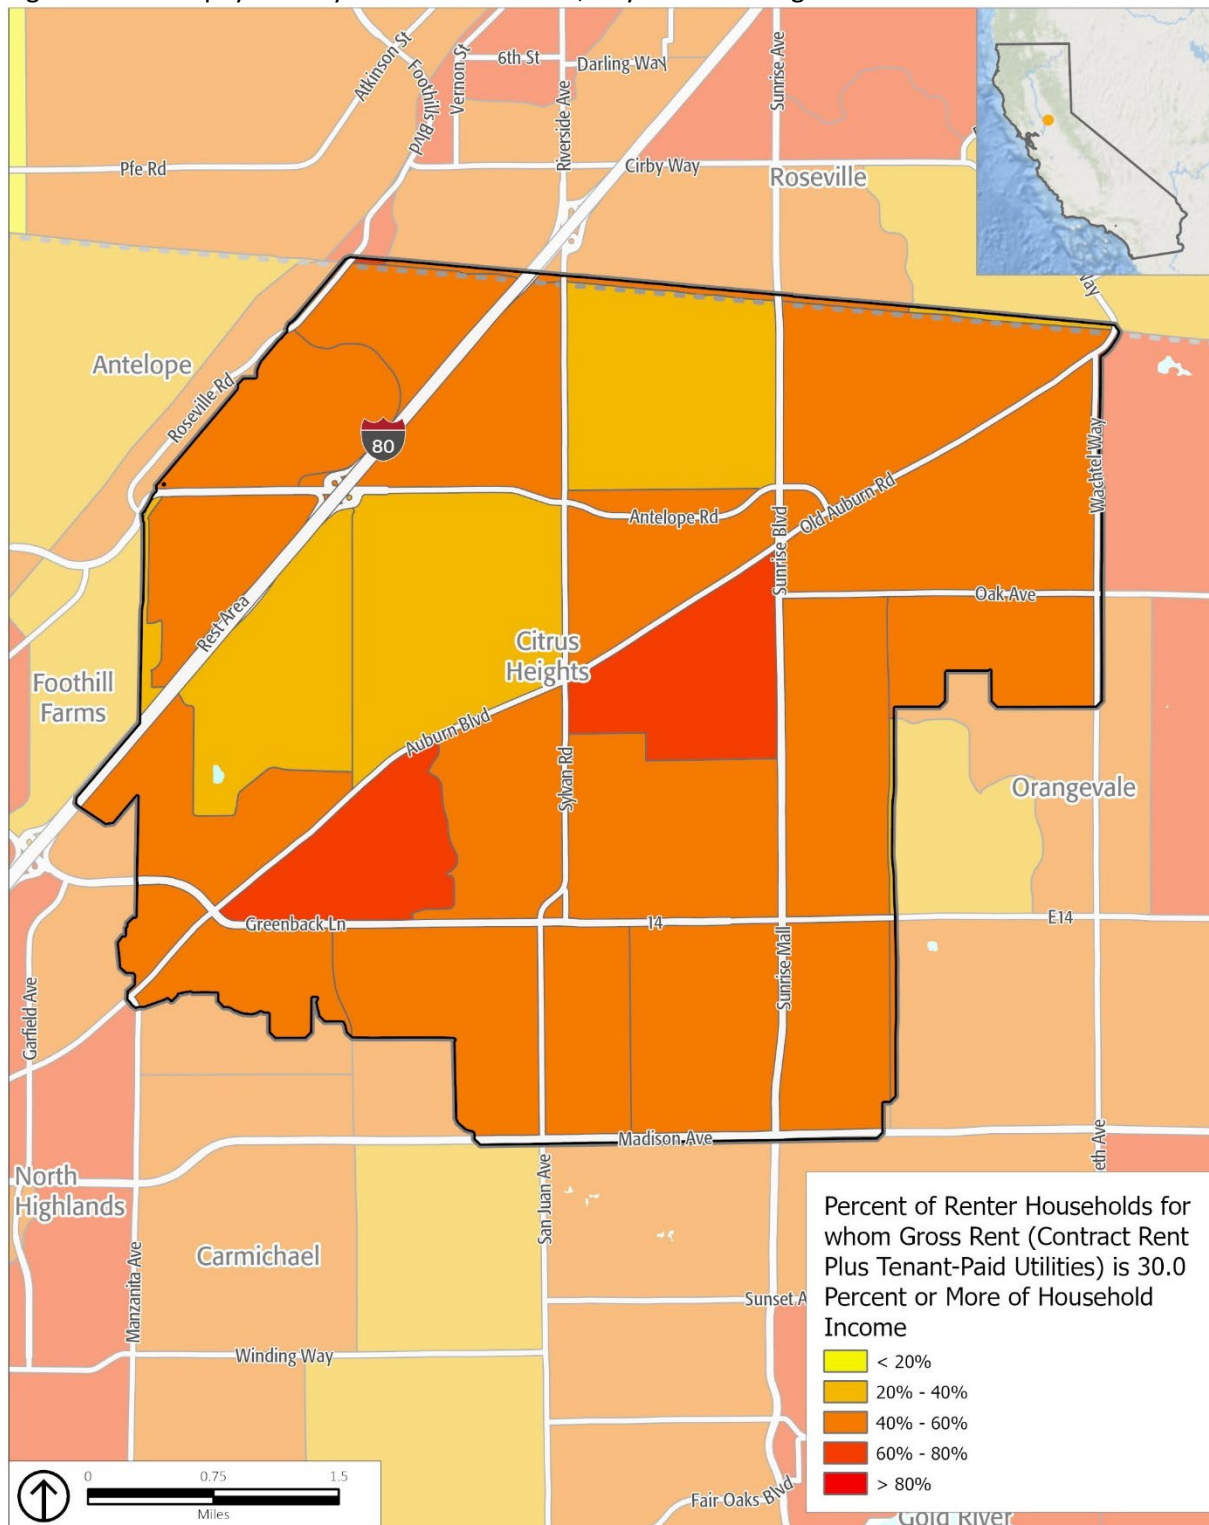 Atkinson St
Foothills Blvd
Vernon St
6th St
Darling Way
Riverside Ave
Sunrise Ave
Pfe Rd
Cirby Way
Roseville
Way
Antelope
Roseville Rd
80
Wachtel Way
Antelope Rd
Old Auburn Rd
Sunrise Blvd
Oak Ave
Rest Area
Citrus
Heights
Foothill
Farms
Auburn Blvd
Sylvan Rd
Orangevale
Greenback Ln
14
E14
Sunrise Mall
Garfield Ave
Madison Ave
eth Ave
North
Highlands
San Juan Ave
Manzanita Ave
Carmichael
Sunset A
Winding Way
Fair Oaks Blvd
Gold River
Percent of Renter Households for
whom Gross Rent (Contract Rent
Plus Tenant-Paid Utilities) is 30.0
Percent or More of Household
Income
< 20%
20% - 40%
40% - 60%
60% - 80%
> 80%
0 0.75 1.5
Miles